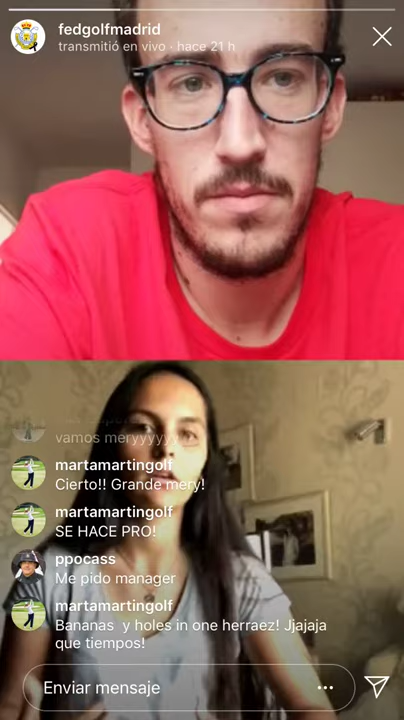 fedgolfmadrid
transmitió en vivo · hace 21 h
vamos meryyyyyy
martamartingolf
Cierto!! Grande mery!
martamartingolf
SE HACE PRO!
ppocass
Me pido manager
martamartingolf
Bananas y holes in one herraez! Jjajaja
que tiempos!
Enviar mensaje